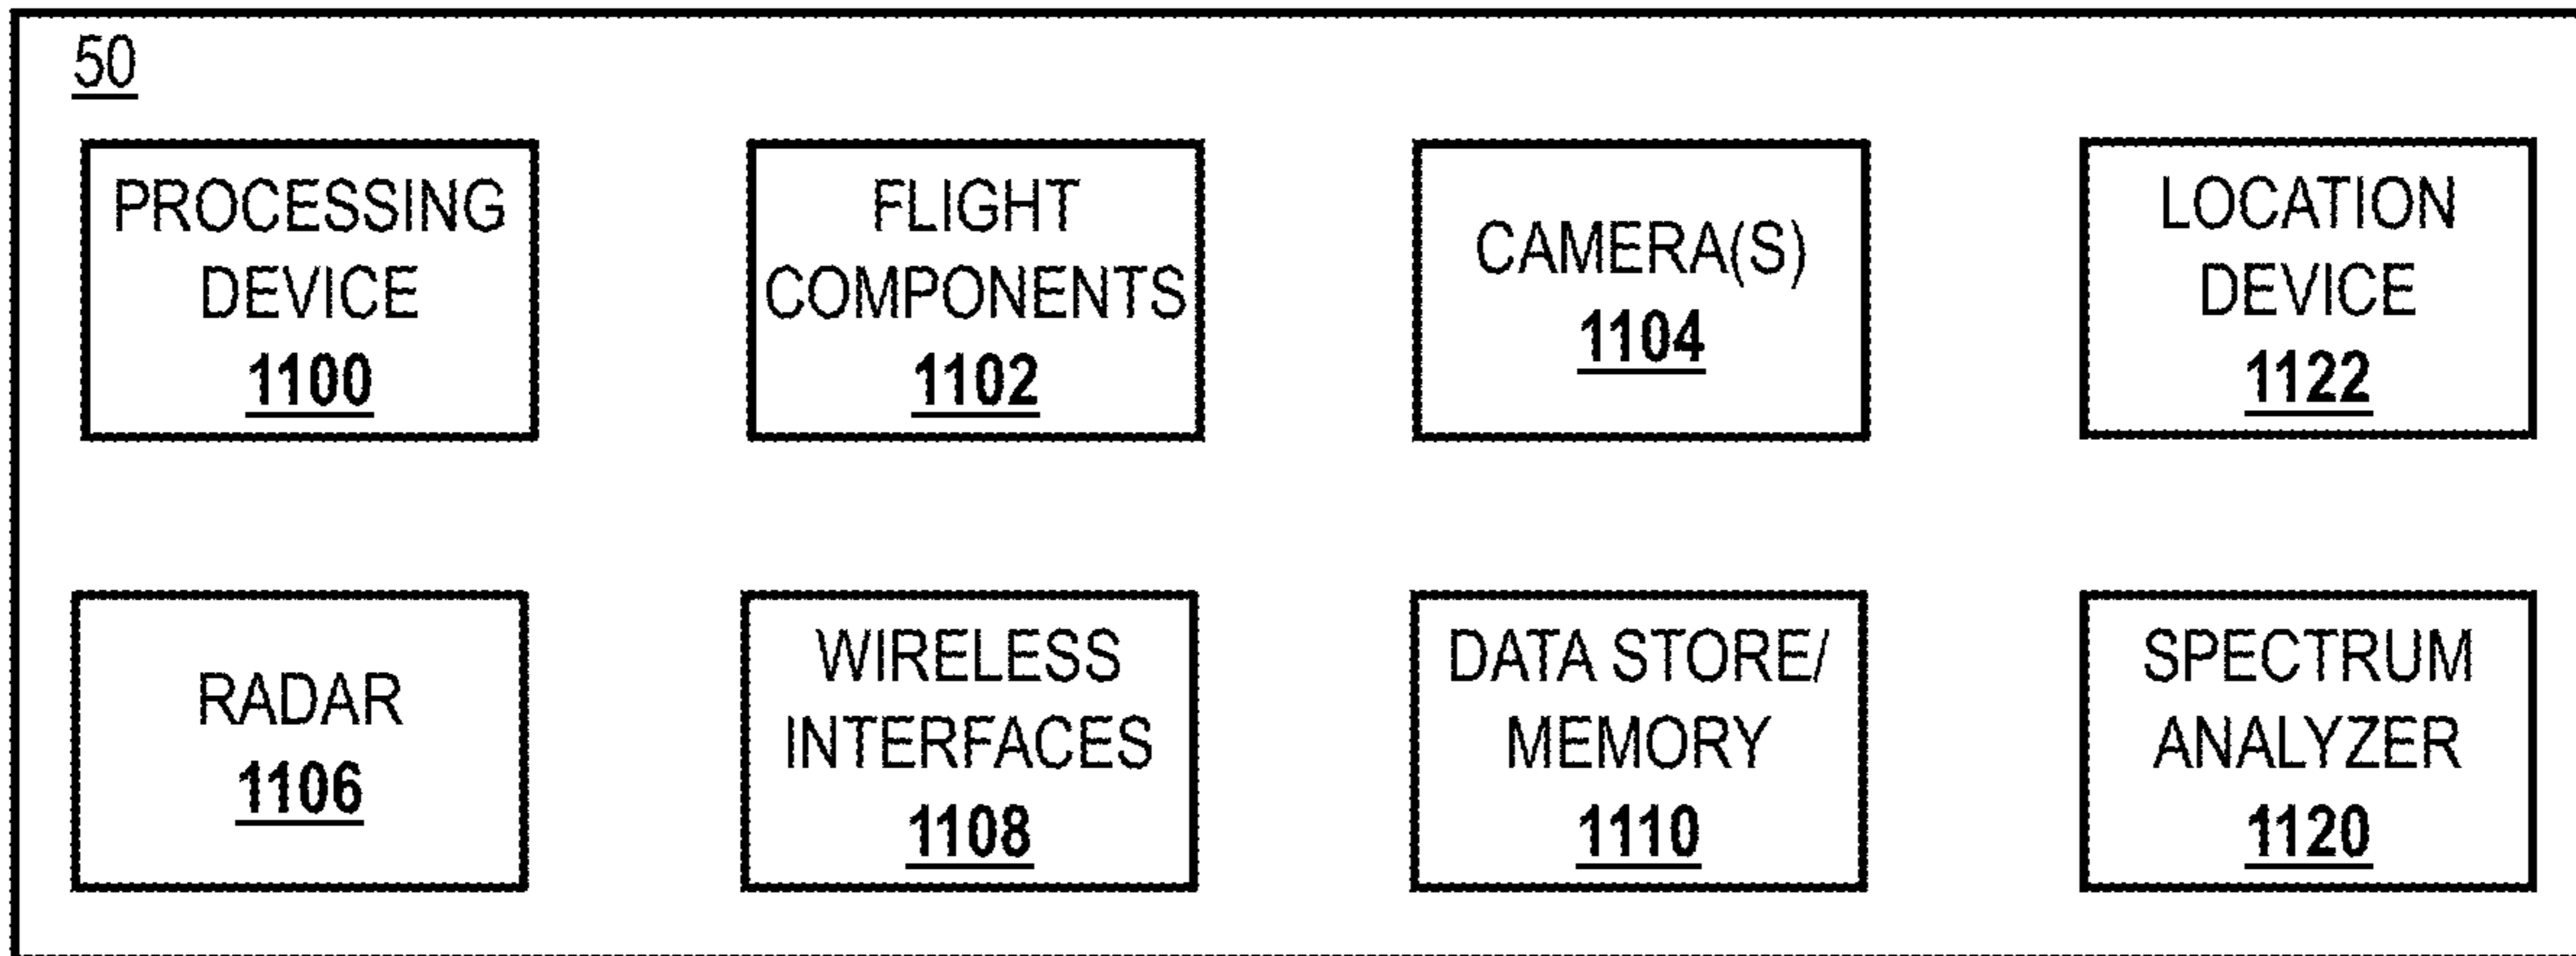 50
PROCESSING
DEVICE
1100
FLIGHT
COMPONENTS
1102
CAMERA(S)
1104
LOCATION
DEVICE
1122
RADAR
1106
WIRELESS
INTERFACES
1108
DATA STORE/
MEMORY
1110
SPECTRUM
ANALYZER
1120